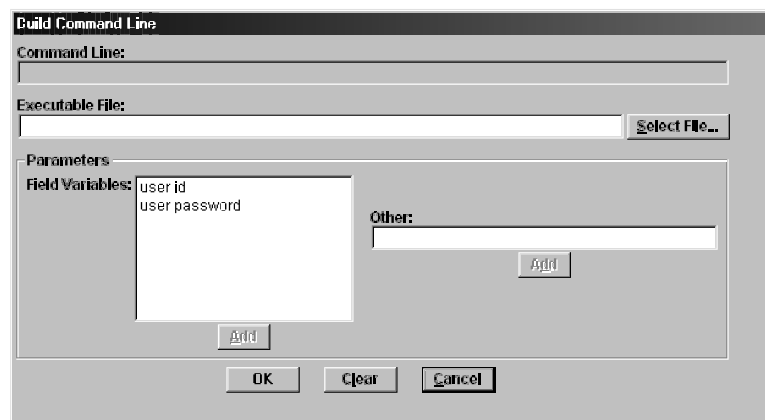 Build Command Line
Command Line:
Executable File:
Select File...
Parameters
Field Variables:
user id
user password
Other:
Add
Add
OK
Clear
Cancel